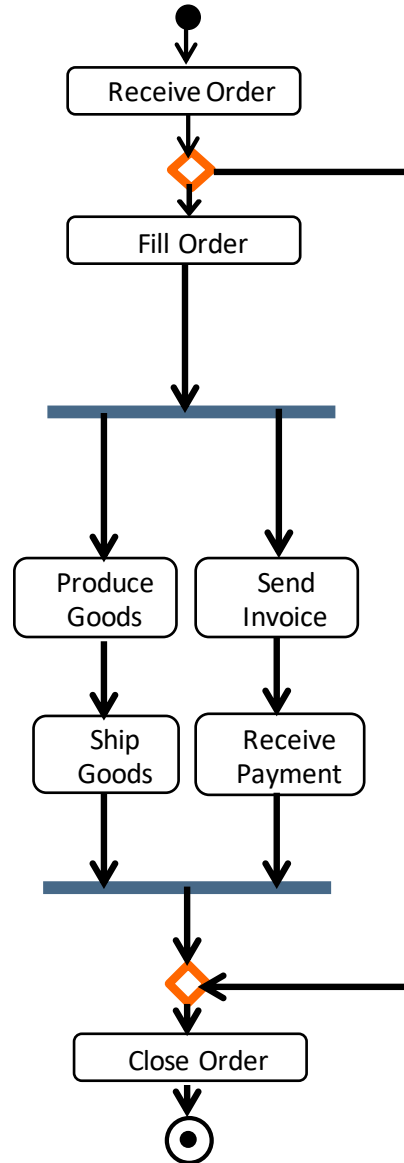 Receive Order
Fill Order
Produce
Goods
Send
Invoice
Ship
Goods
Receive
Payment
Close Order